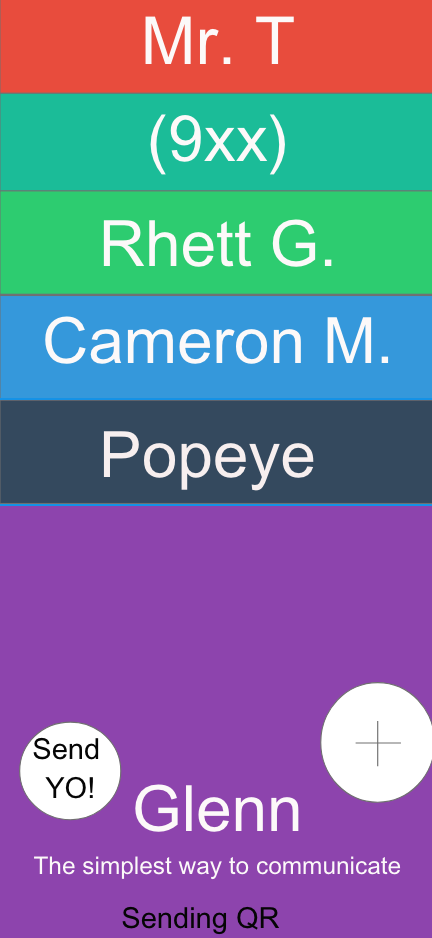 Mr. T
(9xx)
Rhett G.
Cameron M.
Popeye
Send
YO!
Glenn
The simplest way to communicate
Sending QR